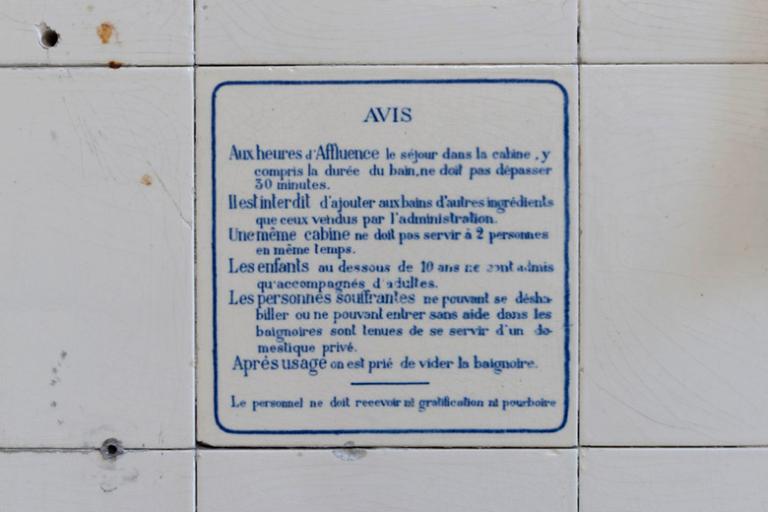 AVIS
Aux heures d'Affluence le séjour dans la cabine, y
compris la durée du bain, ne doit pas dépasser
30 minutes.
Il est interdit d'ajouter aux bains d'autres ingrédients
que ceux vendus par l'administration.
Une même cabine ne doit pas servir à 2 personnes
en même temps.
Les enfants au dessous de 10 ans ne sont admis
qu'accompagnés d'adultes.
Les personnes souffrantes ne pouvant se désha-
biller ou ne pouvant entrer sans aide dans les
baignoires sont tenues de se servir d'un do-
mestique privé.
Après usage on est prié de vider la baignoire.
Le personnel ne doit recevoir ni gratification ni pourboire